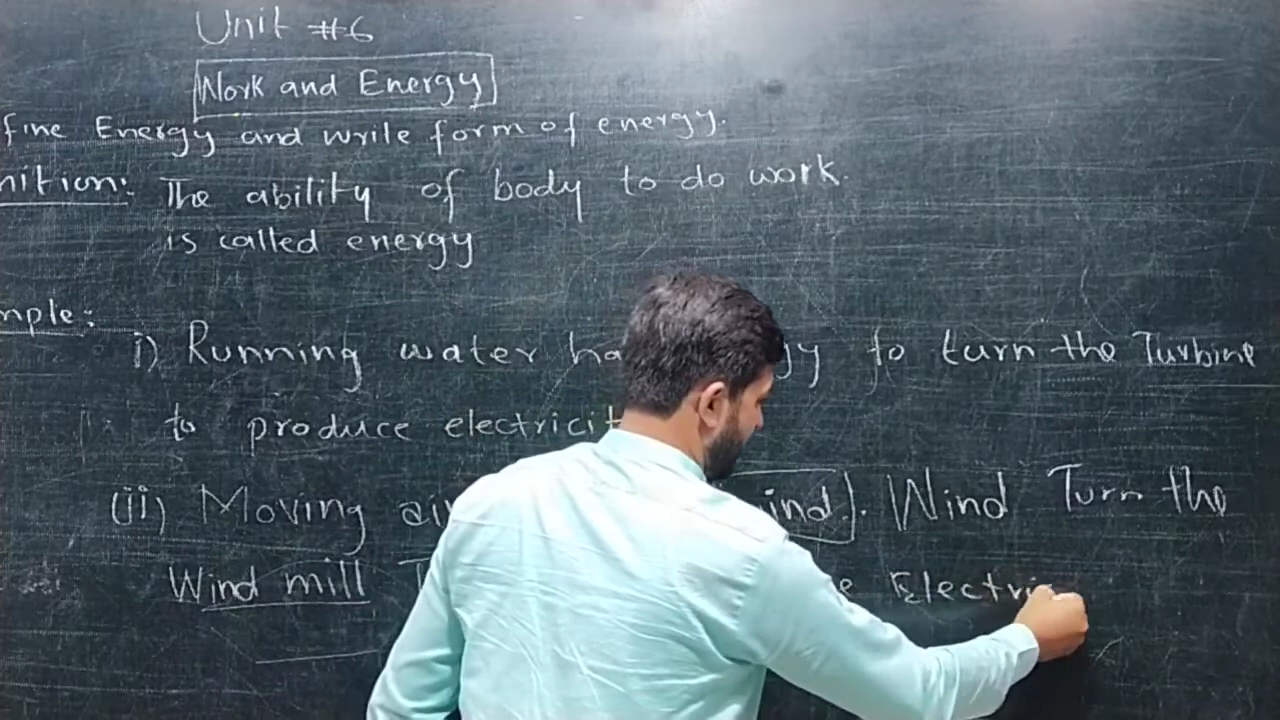 Unit #6
Work and Energy
fine Energy and write form of energy.
nition: The ability of body to do work.
is called energy
mple:
i) Running water ha gy to turn the Turbine
to produce electricit
(ii) Moving air ind). Wind Turn the
Wind mill T e Electri